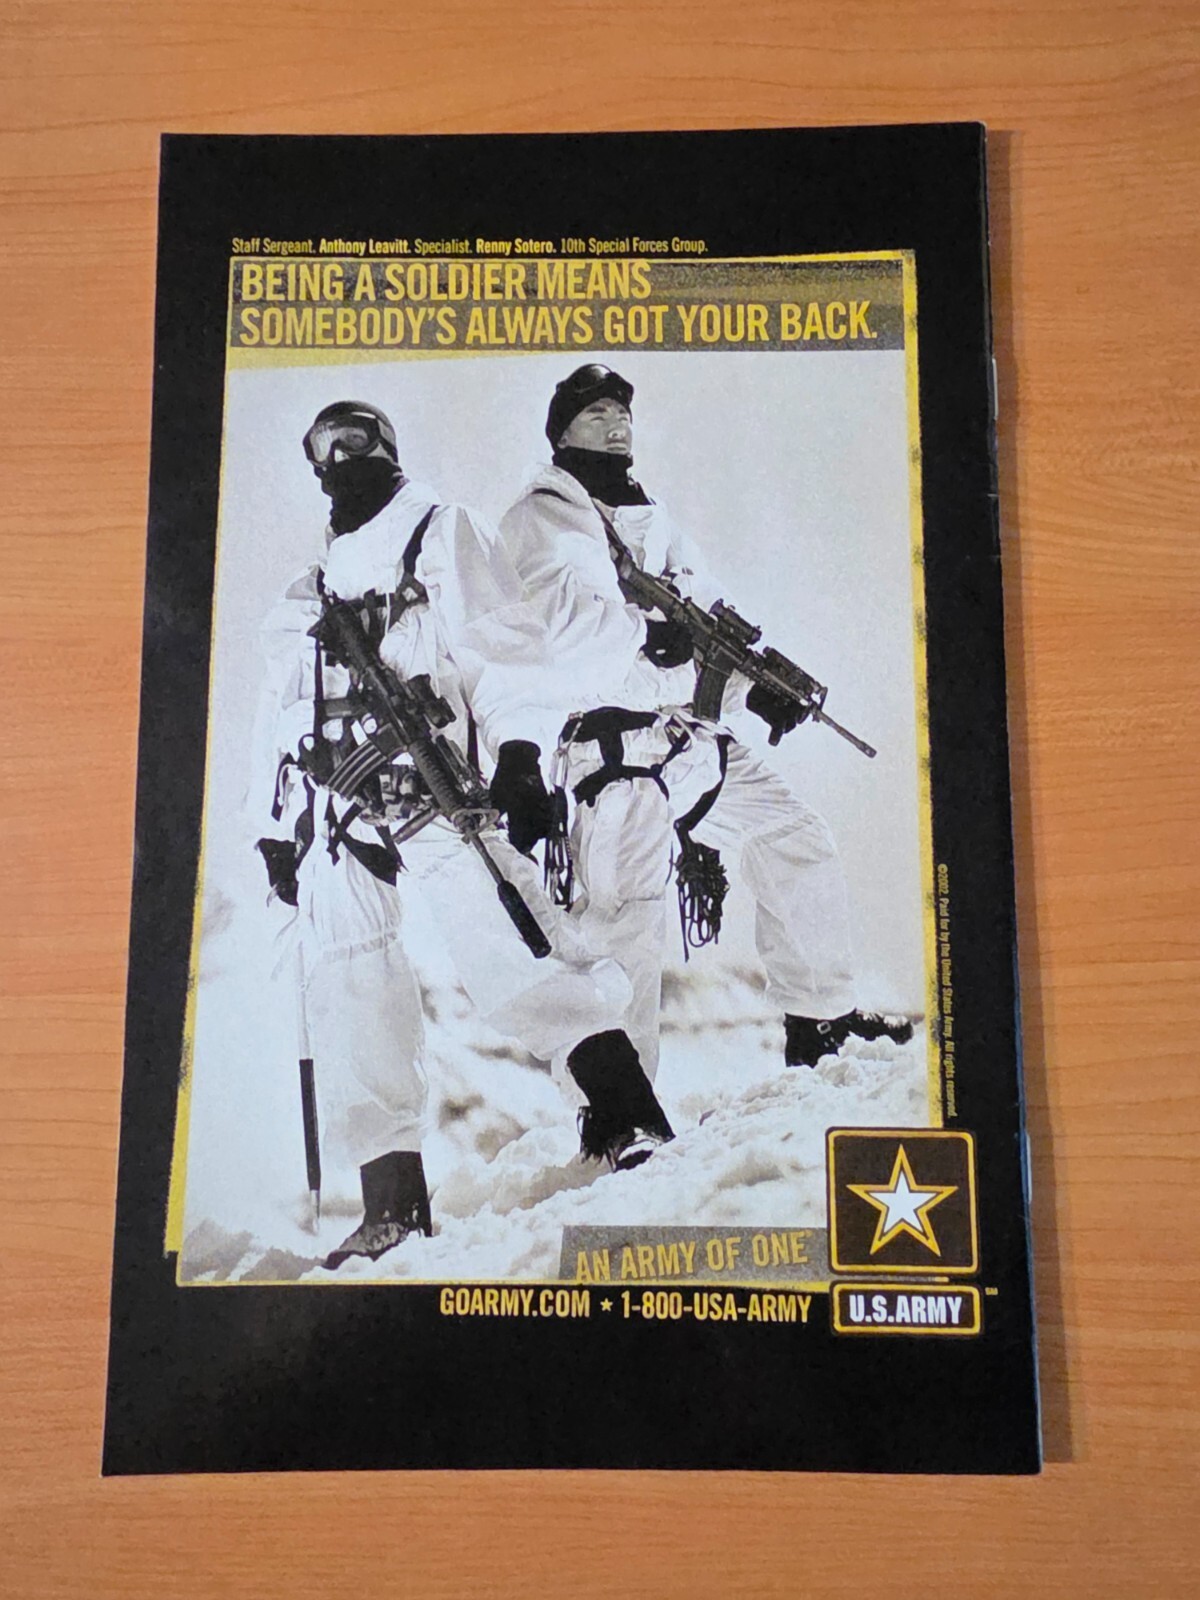 Staff Sergeant. Anthony Leavitt. Specialist. Renny Sotero. 10th Special Forces Group.
BEING A SOLDIER MEANS
SOMEBODY'S ALWAYS GOT YOUR BACK.
©2002. Paid for by the United States Army. All rights reserved.
AN ARMY OF ONE®
GOARMY.COM ★ 1-800-USA-ARMY
U.S.ARMY
SM